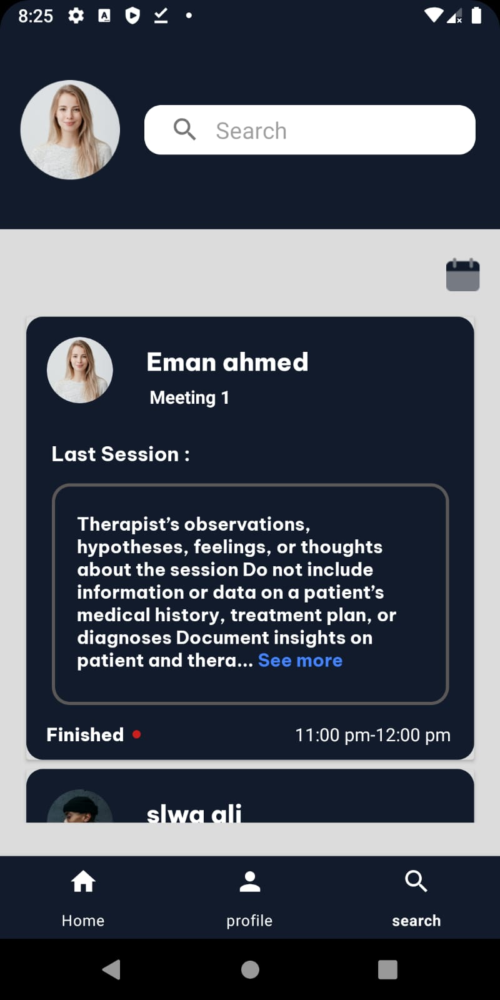 8:25
Search
Eman ahmed
Meeting 1
Last Session :
Therapist’s observations,
hypotheses, feelings, or thoughts
about the session Do not include
information or data on a patient’s
medical history, treatment plan, or
diagnoses Document insights on
patient and thera... See more
Finished
11:00 pm-12:00 pm
slwa ali
Home
profile
search